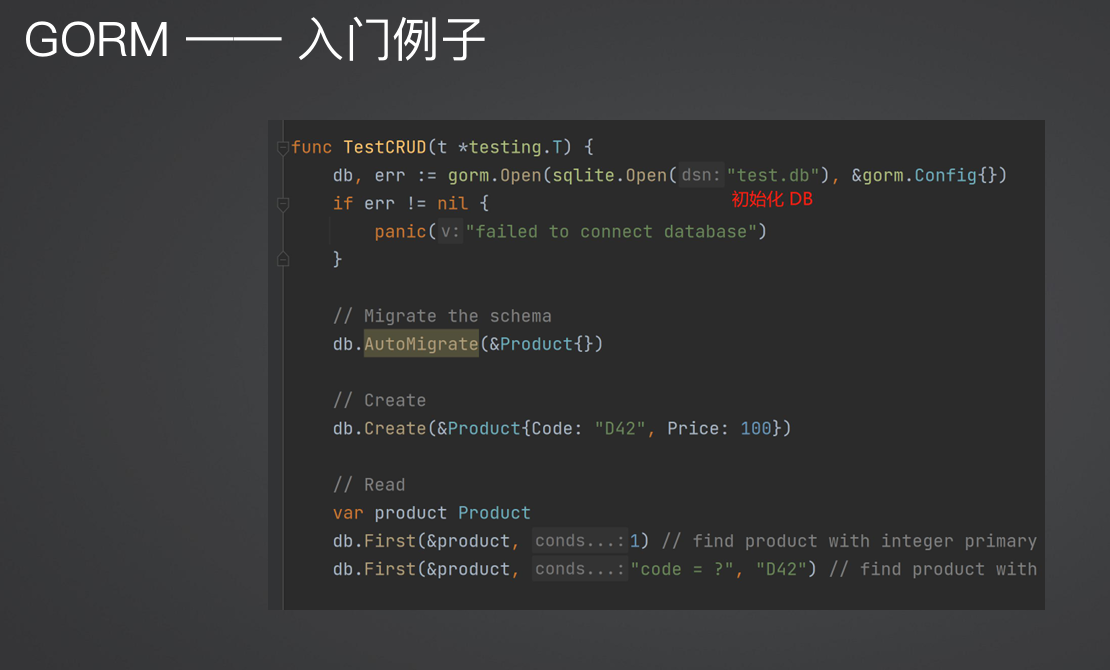 GORM —— 入门例子
func TestCRUD(t *testing.T) {
db, err := gorm.Open(sqlite.Open( dsn: "test.db"), &gorm.Config{})
初始化 DB
if err != nil {
panic( v: "failed to connect database")
}
// Migrate the schema
db.AutoMigrate(&Product{})
// Create
db.Create(&Product{Code: "D42", Price: 100})
// Read
var product Product
db.First(&product, conds...: 1) // find product with integer primary
db.First(&product, conds...: "code = ?", "D42") // find product with